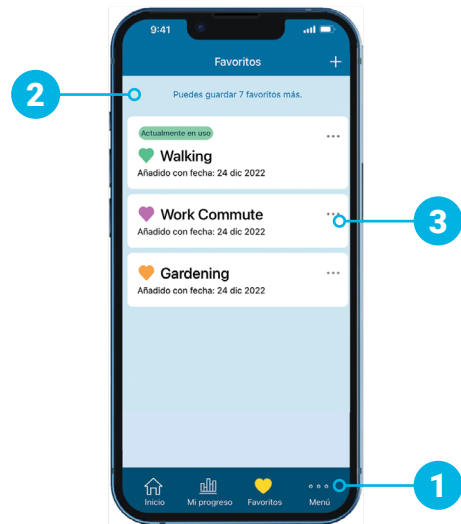 9:41
Favoritos
+
2
Puedes guardar 7 favoritos más.
Actualmente en uso
Walking
Añadido con fecha: 24 dic 2022
Work Commute
Añadido con fecha: 24 dic 2022
3
Gardening
Añadido con fecha: 24 dic 2022
1
Inicio Mi progreso Favoritos Menú